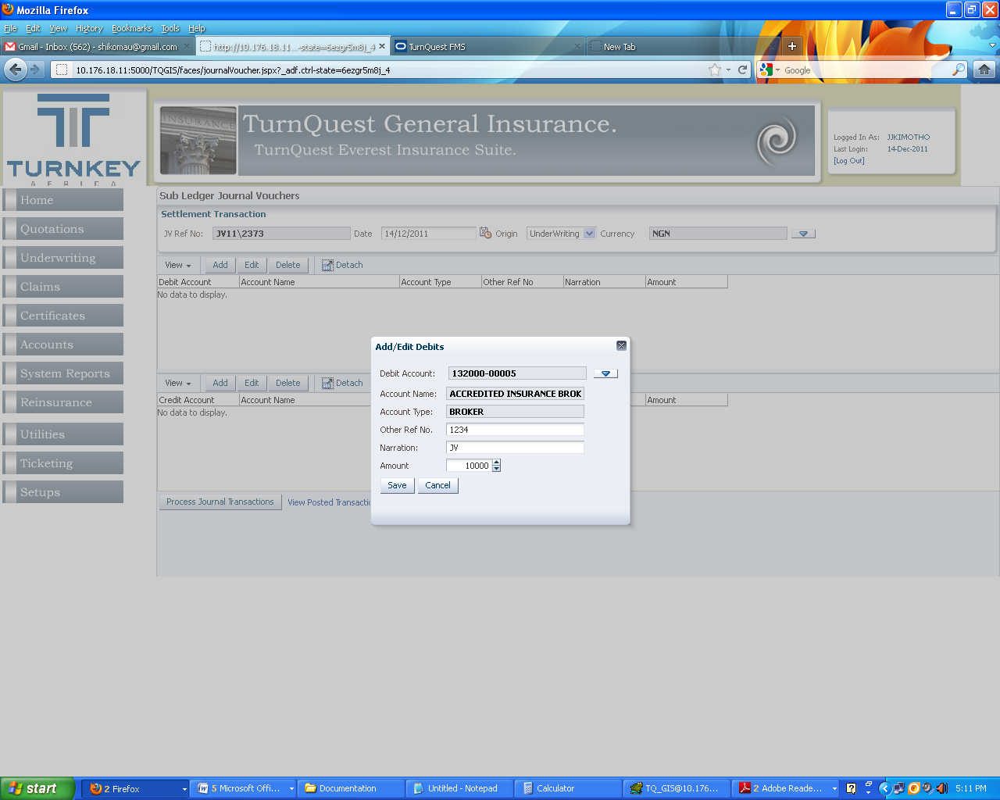 Mozilla Firefox
File Edit View History Bookmarks Tools Help
Gmail - Inbox (562) - shikomau@gmail.com
http://10.176.18.11...-state=6ezgr5m8j_4
TurnQuest FMS
New Tab
10.176.18.11:5000/TQGIS/faces/journalVoucher.jspx?_adf.ctrl-state=6ezgr5m8j_4
Google
TURNKEY
AFRICA
INSURANCE
TurnQuest General Insurance.
TurnQuest Everest Insurance Suite.
Logged In As: JJKIMOTHO
Last Login: 14-Dec-2011
[Log Out]
Home
Quotations
Underwriting
Claims
Certificates
Accounts
System Reports
Reinsurance
Utilities
Ticketing
Setups
Sub Ledger Journal Vouchers
Settlement Transaction
JV Ref No: JV11\2373 Date 14/12/2011 Origin UnderWriting Currency NGN
View Add Edit Delete Detach
Debit Account Account Name Account Type Other Ref No Narration Amount
No data to display.
View Add Edit Delete Detach
Credit Account Account Name Amount
No data to display.
Process Journal Transactions View Posted Transactio
Add/Edit Debits
Debit Account: 132000-00005
Account Name: ACCREDITED INSURANCE BROK
Account Type: BROKER
Other Ref No. 1234
Narration: JV
Amount 10000
Save Cancel
start
2 Firefox
5 Microsoft Offi...
Documentation
Untitled - Notepad
Calculator
TQ_GIS@10.176...
2 Adobe Reade...
5:11 PM